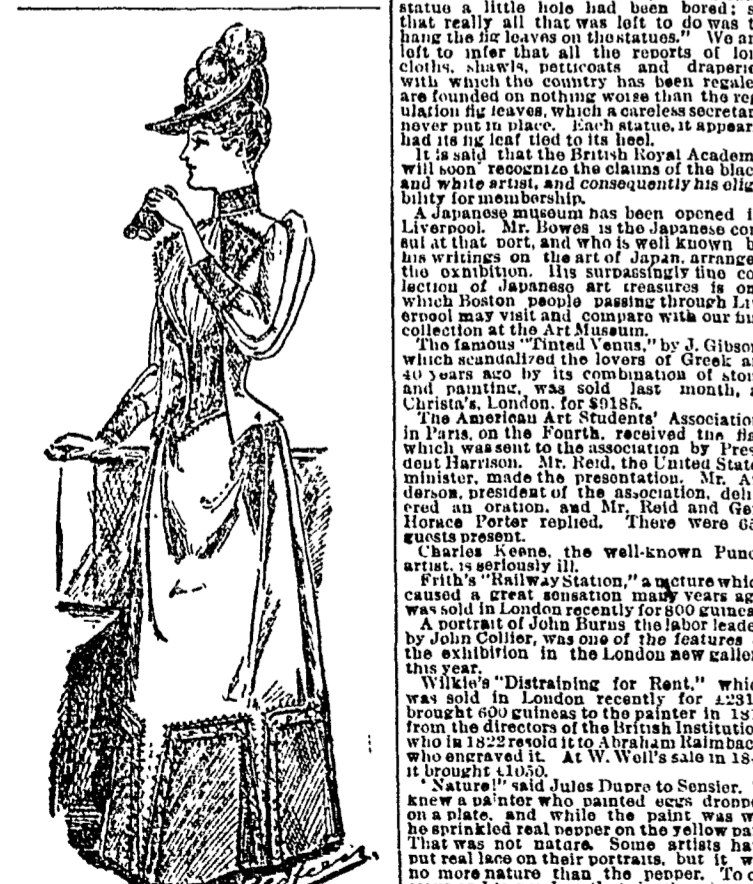 statue a little hole had been bored; s
that really all that was left to do was t
hang the fig leaves on the statues." We ar
left to infer that all the reports of loi
cloths, shawls, petticoats and draperie
with which the country has been regale
are founded on nothing worse than the reg
ulation fig leaves, which a careless secretar
never put in place. Each statue, it appear
had its fig leaf tied to its heel.
It is said that the British Royal Academ
will soon recognize the claims of the blac
and white artist, and consequently his elig
bility for membership.
A Japanese museum has been opened i
Liverpool. Mr. Bowes is the Japanese con
sul at that port, and who is well known b
his writings on the art of Japan, arrange
the exhibition. His surpassingly fine co
lection of Japanese art treasures is on
which Boston people passing through Li
erpool may visit and compare with our
collection at the Art Museum.
The famous "Tinted Venus," by J. Gibson
which scandalized the lovers of Greek a
40 years ago by its combination of ston
and painting, was sold last month, a
Christa's, London, for $9185.
The American Art Students' Association
in Paris, on the Fourth, received the fla
which was sent to the association by Pres
dent Harrison. Mr. Reid, the United State
minister, made the presentation. Mr. A
derson, president of the association, deli
ered an oration, and Mr. Reid and Ge
Horace Porter replied. There were 65
guests present.
Charles Keene, the well-known Punc
artist, is seriously ill.
Frith's "Railway Station," a picture whic
caused a great sensation many years ag
was sold in London recently for 800 guinea
A portrait of John Burns the labor leade
by John Collier, was one of the features
the exhibition in the London new galler
this year.
Wilkie's "Distraining for Rent," whic
was sold in London recently for £231
brought 600 guineas to the painter in 181
from the directors of the British Institutio
who in 1822 resold it to Abraham Raimbac
who engraved it. At W. Well's sale in 184
it brought £1050.
"Nature!" said Jules Dupre to Sensier.
knew a painter who painted eggs droppe
on a plate, and while the paint was w
he sprinkled real pepper on the yellow pa
That was not nature. Some artists ha
put real lace on their portraits, but it w
no more nature than the pepper. To